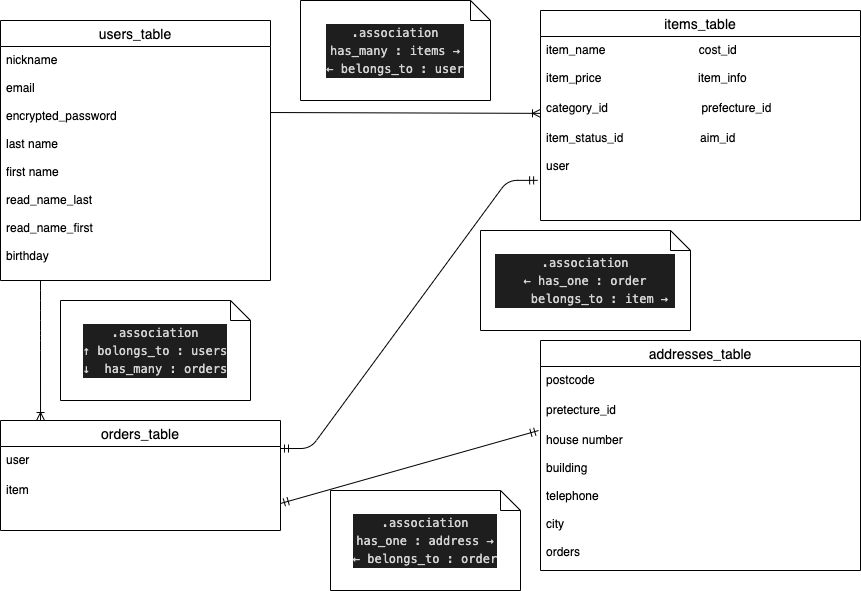 users_table
nickname
email
encrypted_password
last name
first name
read_name_last
read_name_first
birthday
.association
has_many : items →
← belongs_to : user
items_table
item_name cost_id
item_price item_info
category_id prefecture_id
item_status_id aim_id
user
.association
← has_one : order
belongs_to : item →
.association
↑ bolongs_to : users
↓ has_many : orders
orders_table
user
item
addresses_table
postcode
pretecture_id
house number
building
telephone
city
orders
.association
has_one : address →
← belongs_to : order